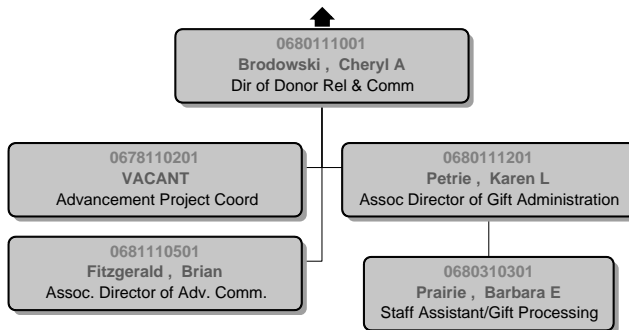 0680111001
Brodowski , Cheryl A
Dir of Donor Rel & Comm
0678110201
VACANT
Advancement Project Coord
0680111201
Petrie , Karen L
Assoc Director of Gift Administration
0681110501
Fitzgerald , Brian
Assoc. Director of Adv. Comm.
0680310301
Prairie , Barbara E
Staff Assistant/Gift Processing